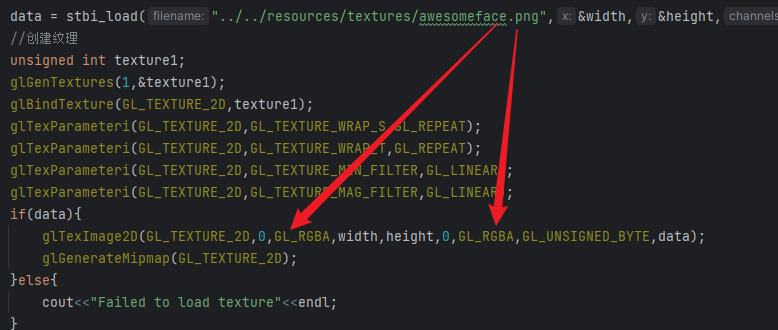 data = stbi_load( filename: "../../resources/textures/awesomeface.png", x: &width, y: &height, channels
//创建纹理
unsigned int texture1;
glGenTextures(1,&texture1);
glBindTexture(GL_TEXTURE_2D,texture1);
glTexParameteri(GL_TEXTURE_2D,GL_TEXTURE_WRAP_S,GL_REPEAT);
glTexParameteri(GL_TEXTURE_2D,GL_TEXTURE_WRAP_T,GL_REPEAT);
glTexParameteri(GL_TEXTURE_2D,GL_TEXTURE_MIN_FILTER,GL_LINEAR);
glTexParameteri(GL_TEXTURE_2D,GL_TEXTURE_MAG_FILTER,GL_LINEAR);
if(data){
glTexImage2D(GL_TEXTURE_2D,0,GL_RGBA,width,height,0,GL_RGBA,GL_UNSIGNED_BYTE,data);
glGenerateMipmap(GL_TEXTURE_2D);
}else{
cout<<"Failed to load texture"<<endl;
}